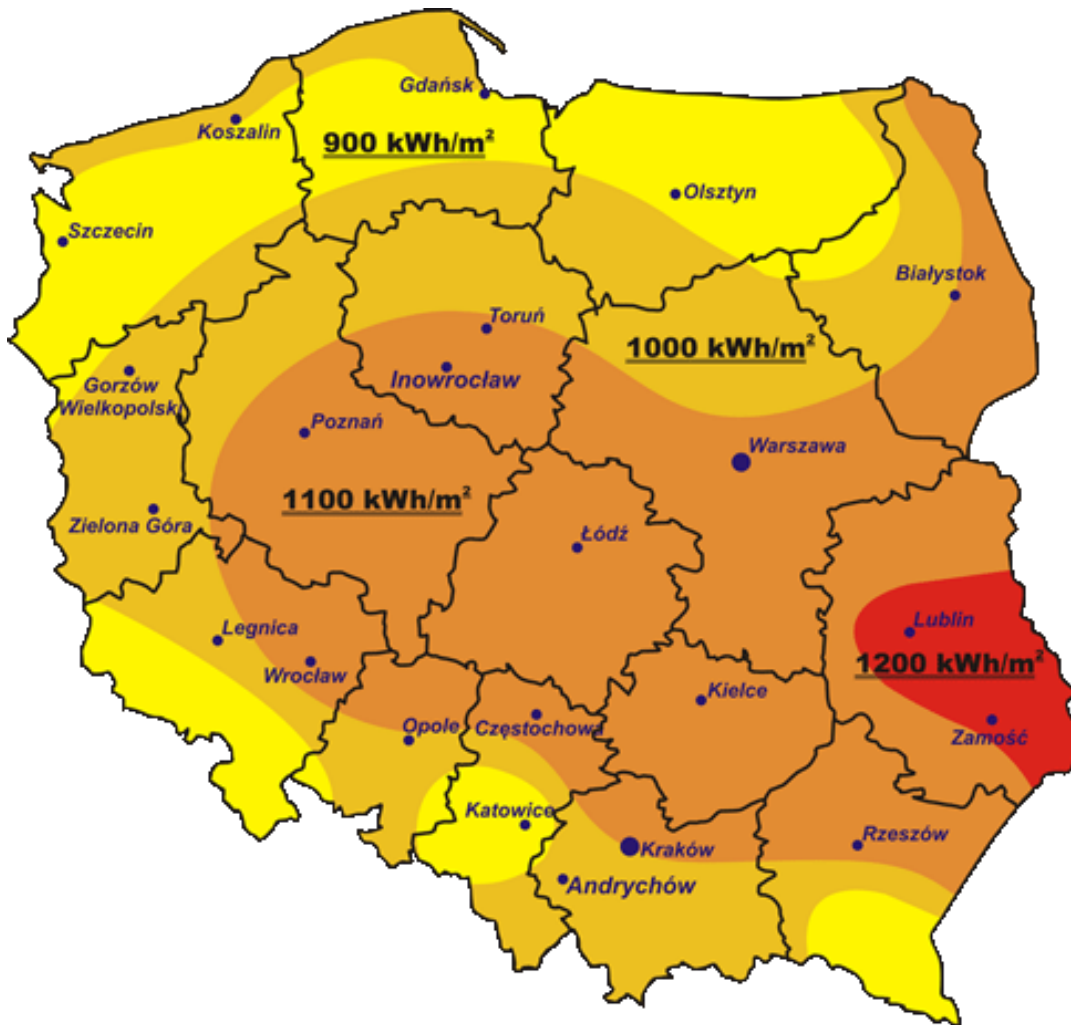 Gdańsk
Koszalin
900 kWh/m²
Olsztyn
Szczecin
Białystok
Toruń
1000 kWh/m²
Inowrocław
Gorzów
Wielkopolski
Poznań
Warszawa
1100 kWh/m²
Zielona Góra
Łódź
Lublin
Legnica
1200 kWh/m²
Wrocław
Kielce
Opole
Częstochowa
Zamość
Katowice
Rzeszów
Kraków
Andrychów